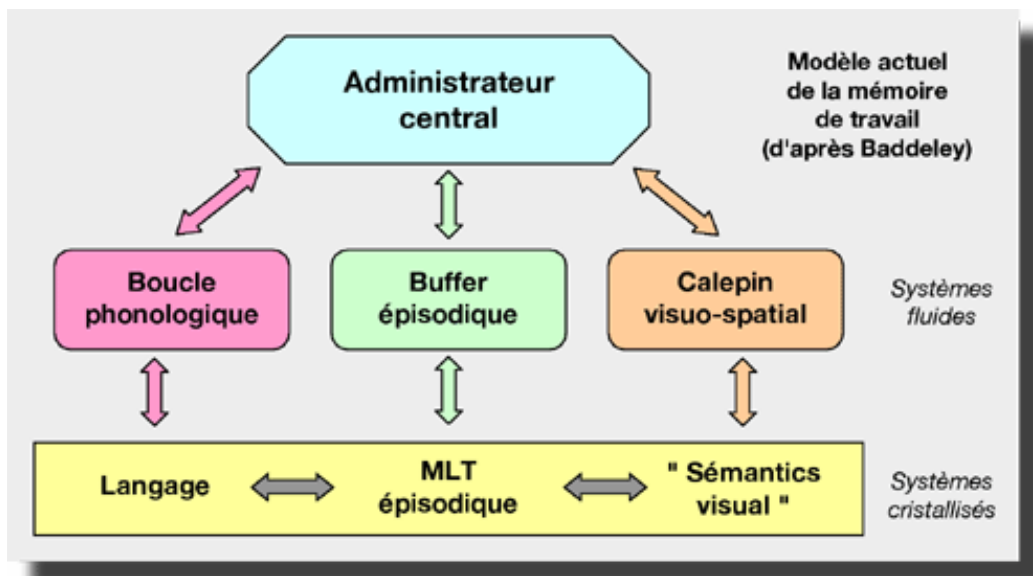 Administrateur
central
Modèle actuel
de la mémoire
de travail
(d'après Baddeley)
Boucle
phonologique
Buffer
épisodique
Calepin
visuo-spatial
Systèmes
fluides
Langage
MLT
épisodique
" Sémantics
visual "
Systèmes
cristallisés